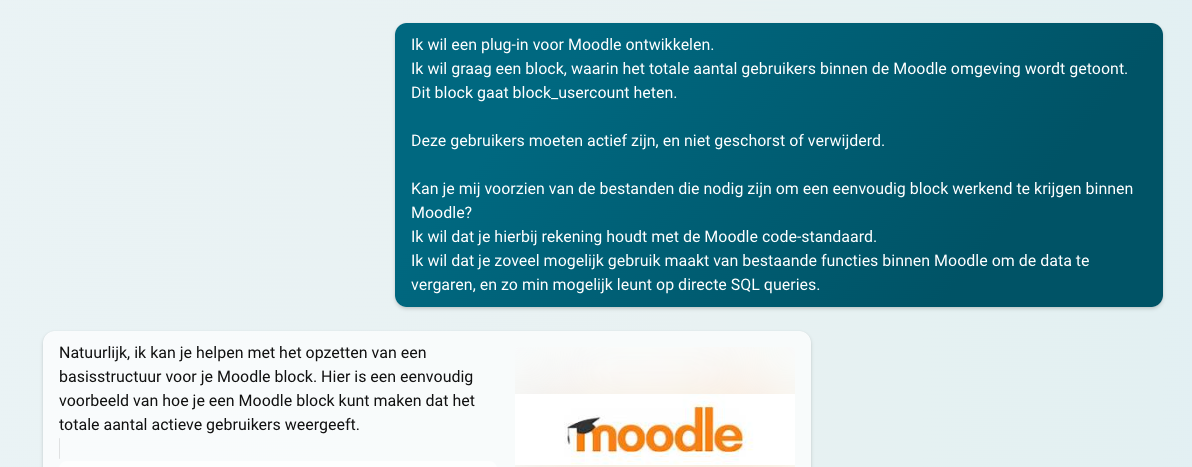 Ik wil een plug-in voor Moodle ontwikkelen.
Ik wil graag een block, waarin het totale aantal gebruikers binnen de Moodle omgeving wordt getoont.
Dit block gaat block_usercount heten.
Deze gebruikers moeten actief zijn, en niet geschorst of verwijderd.
Kan je mij voorzien van de bestanden die nodig zijn om een eenvoudig block werkend te krijgen binnen
Moodle?
Ik wil dat je hierbij rekening houdt met de Moodle code-standaard.
Ik wil dat je zoveel mogelijk gebruik maakt van bestaande functies binnen Moodle om de data te
vergaren, en zo min mogelijk leunt op directe SQL queries.
Natuurlijk, ik kan je helpen met het opzetten van een
basisstructuur voor je Moodle block. Hier is een eenvoudig
voorbeeld van hoe je een Moodle block kunt maken dat het
totale aantal actieve gebruikers weergeeft.
moodle